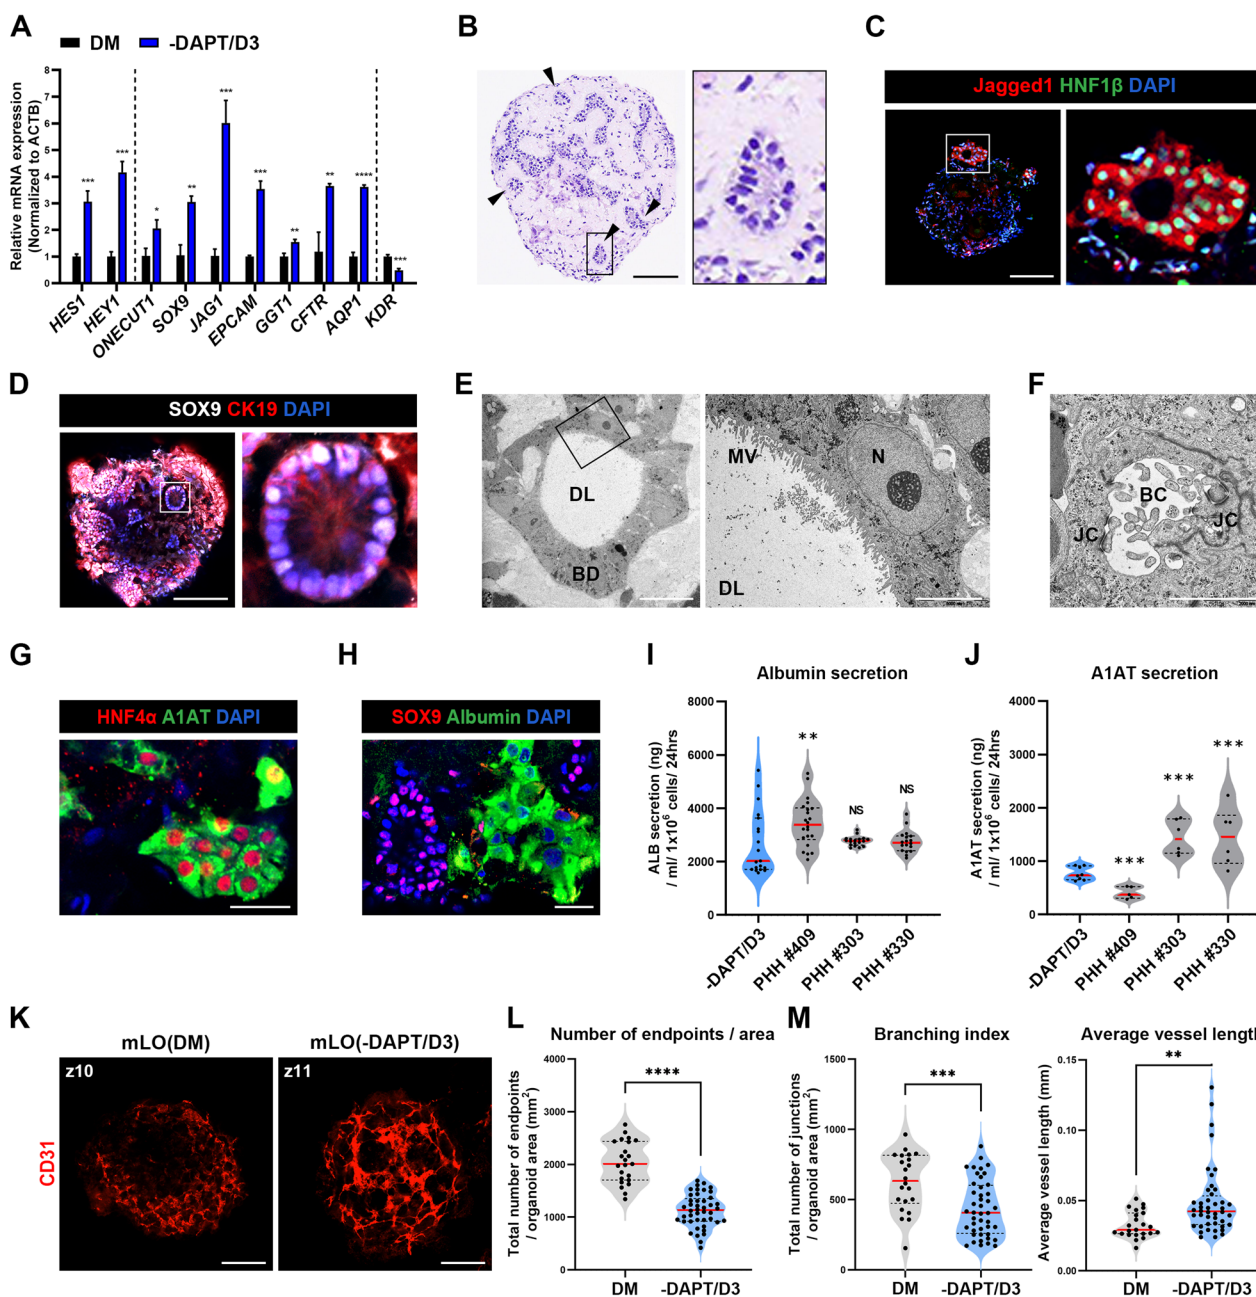 A
DM
-DAPT/D3
Relative mRNA expression
(Normalized to ACTB)
8
7
6
5
4
3
2
1
0
***
***
*
**
***
***
**
**
****
***
HES1
HEY1
ONECUT1
SOX9
JAG1
EPCAM
GGT1
CFTR
AQP1
KDR
B
C
Jagged1 HNF1β DAPI
D
SOX9 CK19 DAPI
E
DL
BD
MV
N
DL
F
BC
JC
JC
G
HNF4α A1AT DAPI
H
SOX9 Albumin DAPI
I
Albumin secretion
ALB secretion (ng)
/ ml/ 1x10⁶ cells/ 24hrs
8000
6000
4000
2000
0
**
NS
NS
-DAPT/D3
PHH #409
PHH #303
PHH #330
J
A1AT secretion
A1AT secretion (ng)
/ ml/ 1x10⁶ cells/ 24hrs
4000
3000
2000
1000
0
***
***
***
-DAPT/D3
PHH #409
PHH #303
PHH #330
K
mLO(DM)
mLO(-DAPT/D3)
CD31
z10
z11
L
Number of endpoints / area
Total number of endpoints
/ organoid area (mm²)
4000
3000
2000
1000
0
****
DM
-DAPT/D3
M
Branching index
Total number of junctions
/ organoid area (mm²)
1500
1000
500
0
***
DM
-DAPT/D3
Average vessel length
Average vessel length (mm)
0.15
0.10
0.05
0.00
**
DM
-DAPT/D3